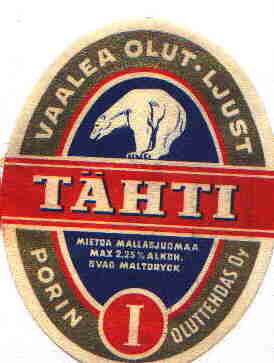 VAALEA OLUT · LJUST
TÄHTI
MIETOA MALLASJUOMAA
MAX 2.25% ALKOH.
SVAG MALTDRYCK
I
PORIN OLUTTEHDAS OY